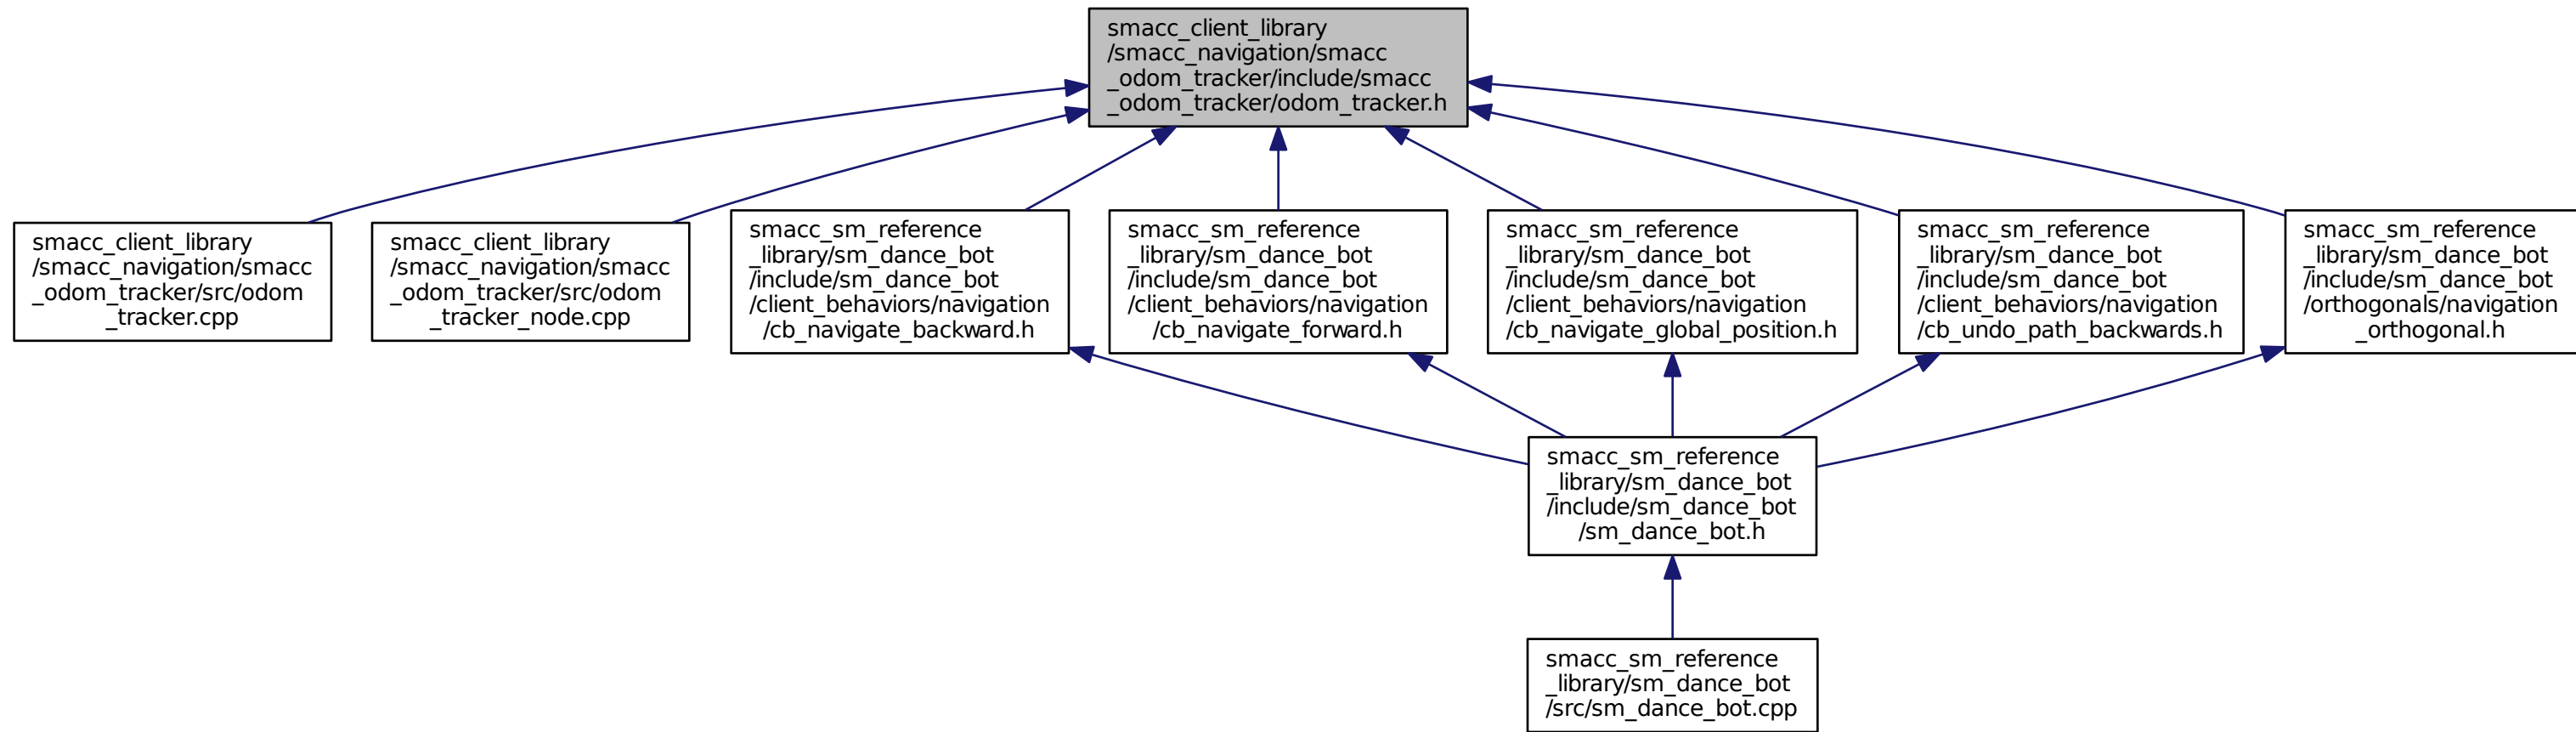 smacc_client_library
/smacc_navigation/smacc
_odom_tracker/include/smacc
_odom_tracker/odom_tracker.h
smacc_client_library
/smacc_navigation/smacc
_odom_tracker/src/odom
_tracker.cpp
smacc_client_library
/smacc_navigation/smacc
_odom_tracker/src/odom
_tracker_node.cpp
smacc_sm_reference
_library/sm_dance_bot
/include/sm_dance_bot
/client_behaviors/navigation
/cb_navigate_backward.h
smacc_sm_reference
_library/sm_dance_bot
/include/sm_dance_bot
/client_behaviors/navigation
/cb_navigate_forward.h
smacc_sm_reference
_library/sm_dance_bot
/include/sm_dance_bot
/client_behaviors/navigation
/cb_navigate_global_position.h
smacc_sm_reference
_library/sm_dance_bot
/include/sm_dance_bot
/client_behaviors/navigation
/cb_undo_path_backwards.h
smacc_sm_reference
_library/sm_dance_bot
/include/sm_dance_bot
/orthogonals/navigation
_orthogonal.h
smacc_sm_reference
_library/sm_dance_bot
/include/sm_dance_bot
/sm_dance_bot.h
smacc_sm_reference
_library/sm_dance_bot
/src/sm_dance_bot.cpp